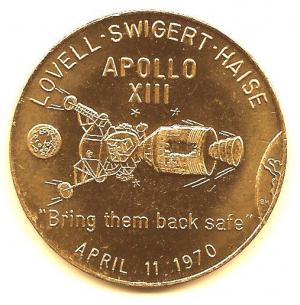 LOVELL-SWIGERT-HAISE
APOLLO
XIII
"Bring them back safe"
APRIL 11 1970